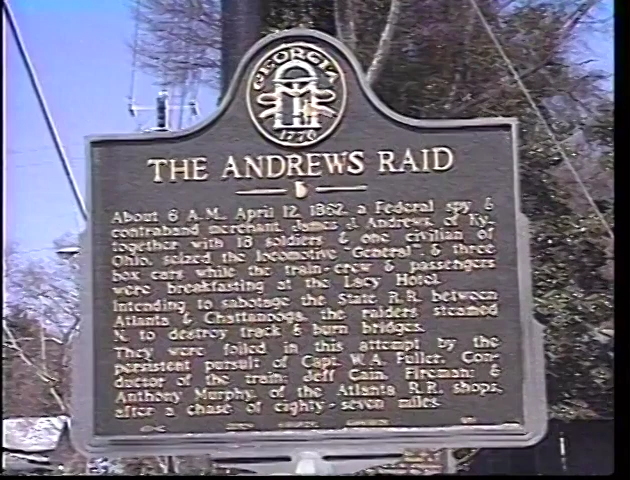 GEORGIA
1776
THE ANDREWS RAID
About 6 A.M., April 12, 1862, a Federal spy &
contraband merchant, James J. Andrews, of Ky.,
together with 18 soldiers & one civilian of
Ohio, seized the locomotive "General" & three
box cars while the train-crew & passengers
were breakfasting at the Lacy Hotel.
Intending to sabotage the State R.R. between
Atlanta & Chattanooga, the raiders steamed
N. to destroy track & burn bridges.
They were foiled in this attempt by the
persistent pursuit of Capt. W.A. Fuller, Con-
ductor of the train; Jeff Cain, Fireman; &
Anthony Murphy, of the Atlanta R.R. shops,
after a chase of eighty-seven miles.